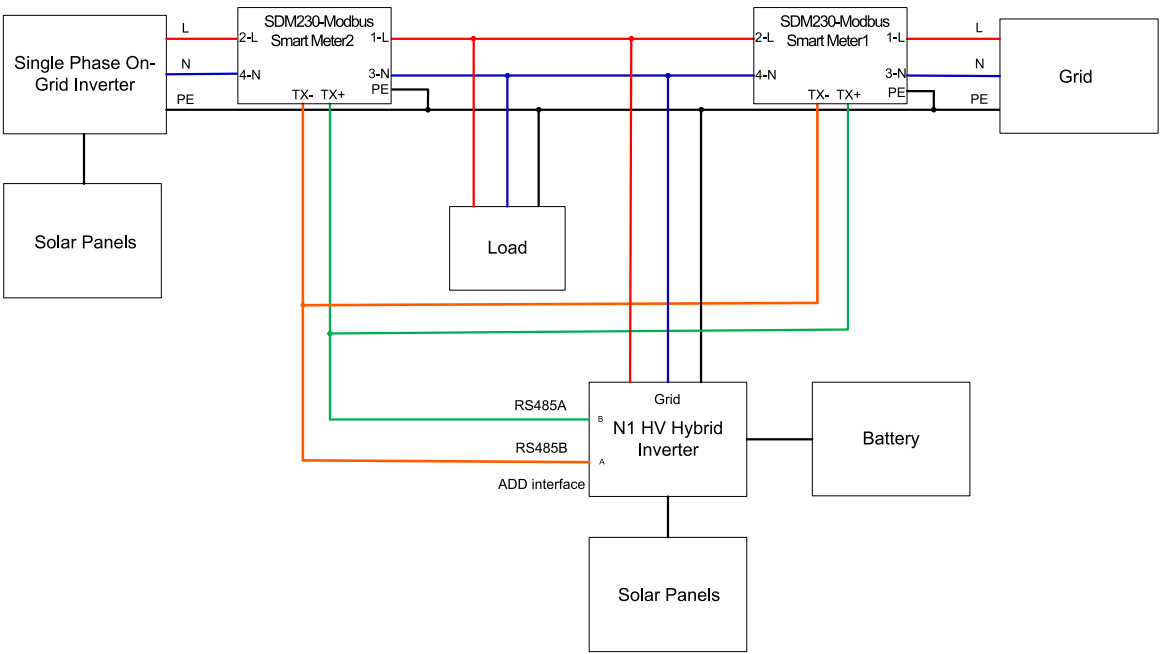 L
N
PE
Single Phase On-
Grid Inverter
SDM230-Modbus
Smart Meter2
2-L
1-L
4-N
3-N
PE
TX- TX+
SDM230-Modbus
Smart Meter1
2-L
1-L
4-N
3-N
PE
TX- TX+
L
N
PE
Grid
Solar Panels
Load
RS485A
RS485B
ADD interface
Grid
B
A
N1 HV Hybrid
Inverter
Battery
Solar Panels